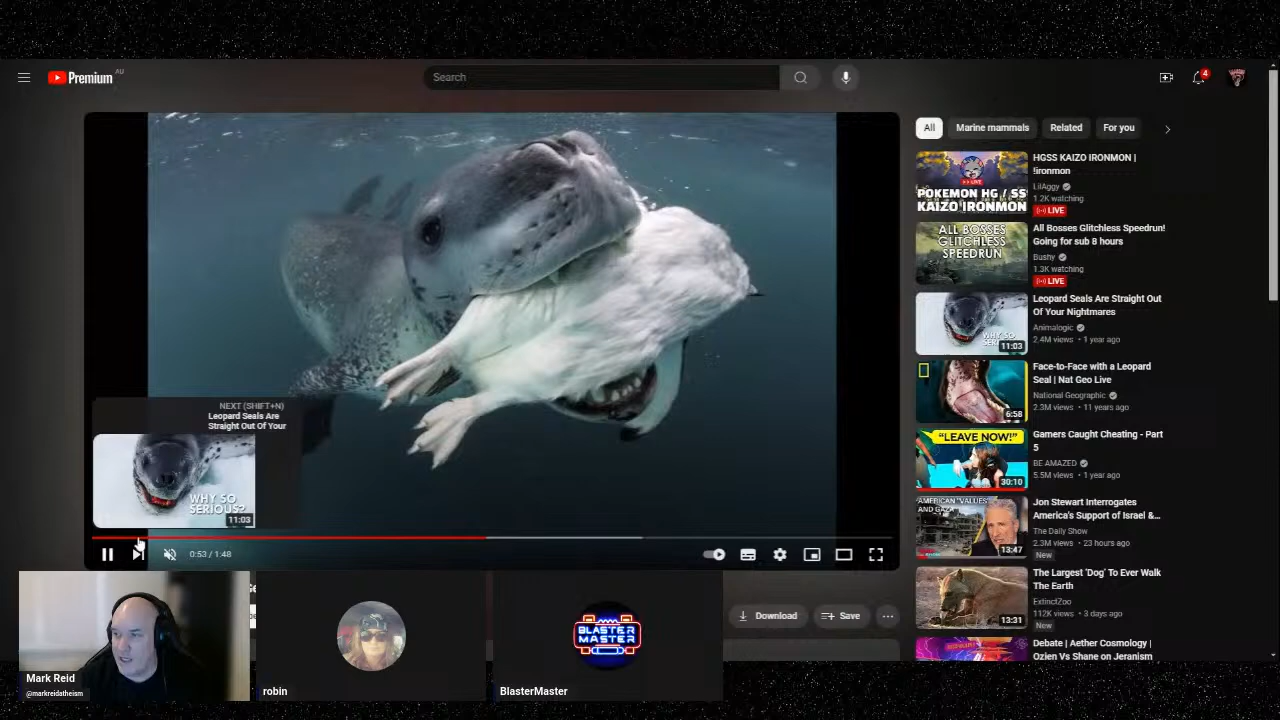 Premium AU
Search
4
All
Marine mammals
Related
For you
POKEMON HG / SS
KAIZO IRONMON
HGSS KAIZO IRONMON |
!ironmon
LilAggy
1.2K watching
LIVE
ALL BOSSES
GLITCHLESS
SPEEDRUN
All Bosses Glitchless Speedrun!
Going for sub 8 hours
Bushy
1.3K watching
LIVE
WHY SO
11:03
Leopard Seals Are Straight Out
Of Your Nightmares
Animalogic
2.4M views • 1 year ago
6:58
Face-to-Face with a Leopard
Seal | Nat Geo Live
National Geographic
2.3M views • 11 years ago
"LEAVE NOW!"
30:10
Gamers Caught Cheating - Part
5
BE AMAZED
5.5M views • 1 year ago
AMERICAN "VALUES"
AND GAZA
13:47
Jon Stewart Interrogates
America's Support of Israel &...
The Daily Show
2.3M views • 23 hours ago
New
13:31
The Largest 'Dog' To Ever Walk
The Earth
ExtinctZoo
112K views • 3 days ago
New
Debate | Aether Cosmology |
Ozien Vs Shane on Jeranism
NEXT (SHIFT+N)
Leopard Seals Are
Straight Out Of Your
WHY SO
SERIOUS?
11:03
0:53 / 1:48
Download
Save
Mark Reid
@markreidatheism
robin
BLASTER
MASTER
BlasterMaster